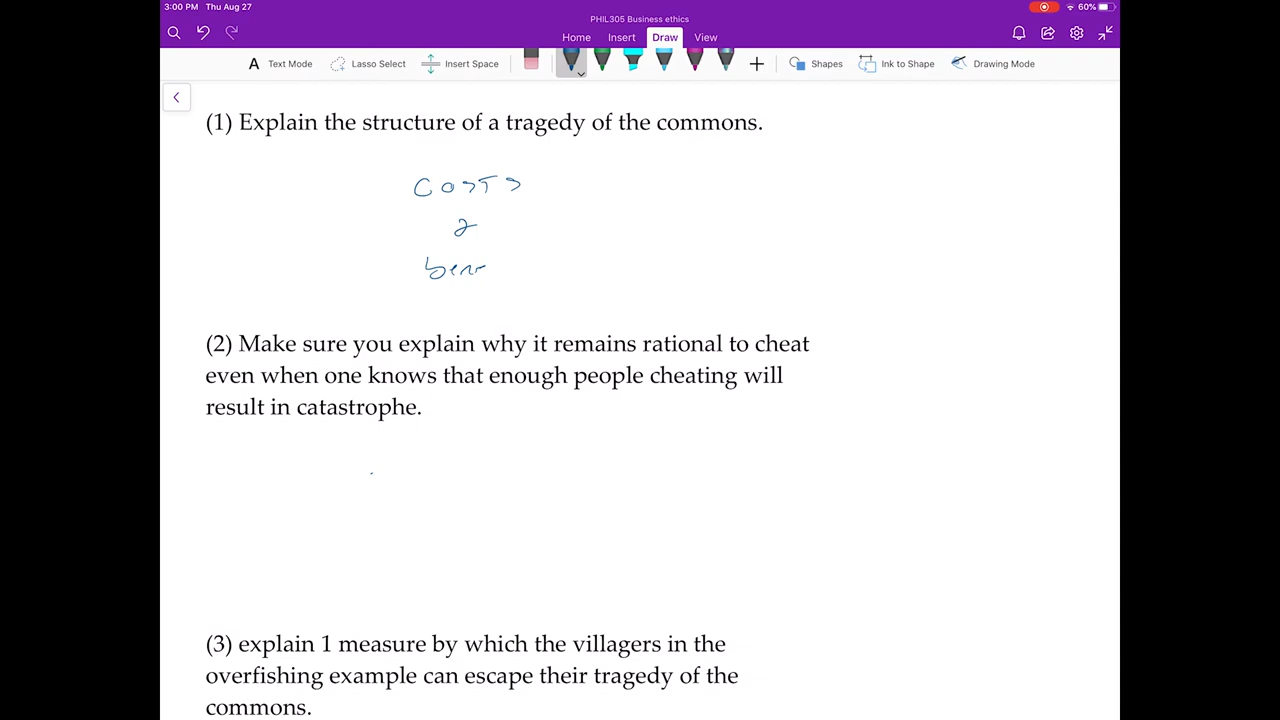 3:00 PM Thu Aug 27
60%
PHIL305 Business ethics
Home Insert Draw View
Text Mode Lasso Select Insert Space Shapes Ink to Shape Drawing Mode
(1) Explain the structure of a tragedy of the commons.
COSTS
&
bene
(2) Make sure you explain why it remains rational to cheat
even when one knows that enough people cheating will
result in catastrophe.
(3) explain 1 measure by which the villagers in the
overfishing example can escape their tragedy of the
commons.